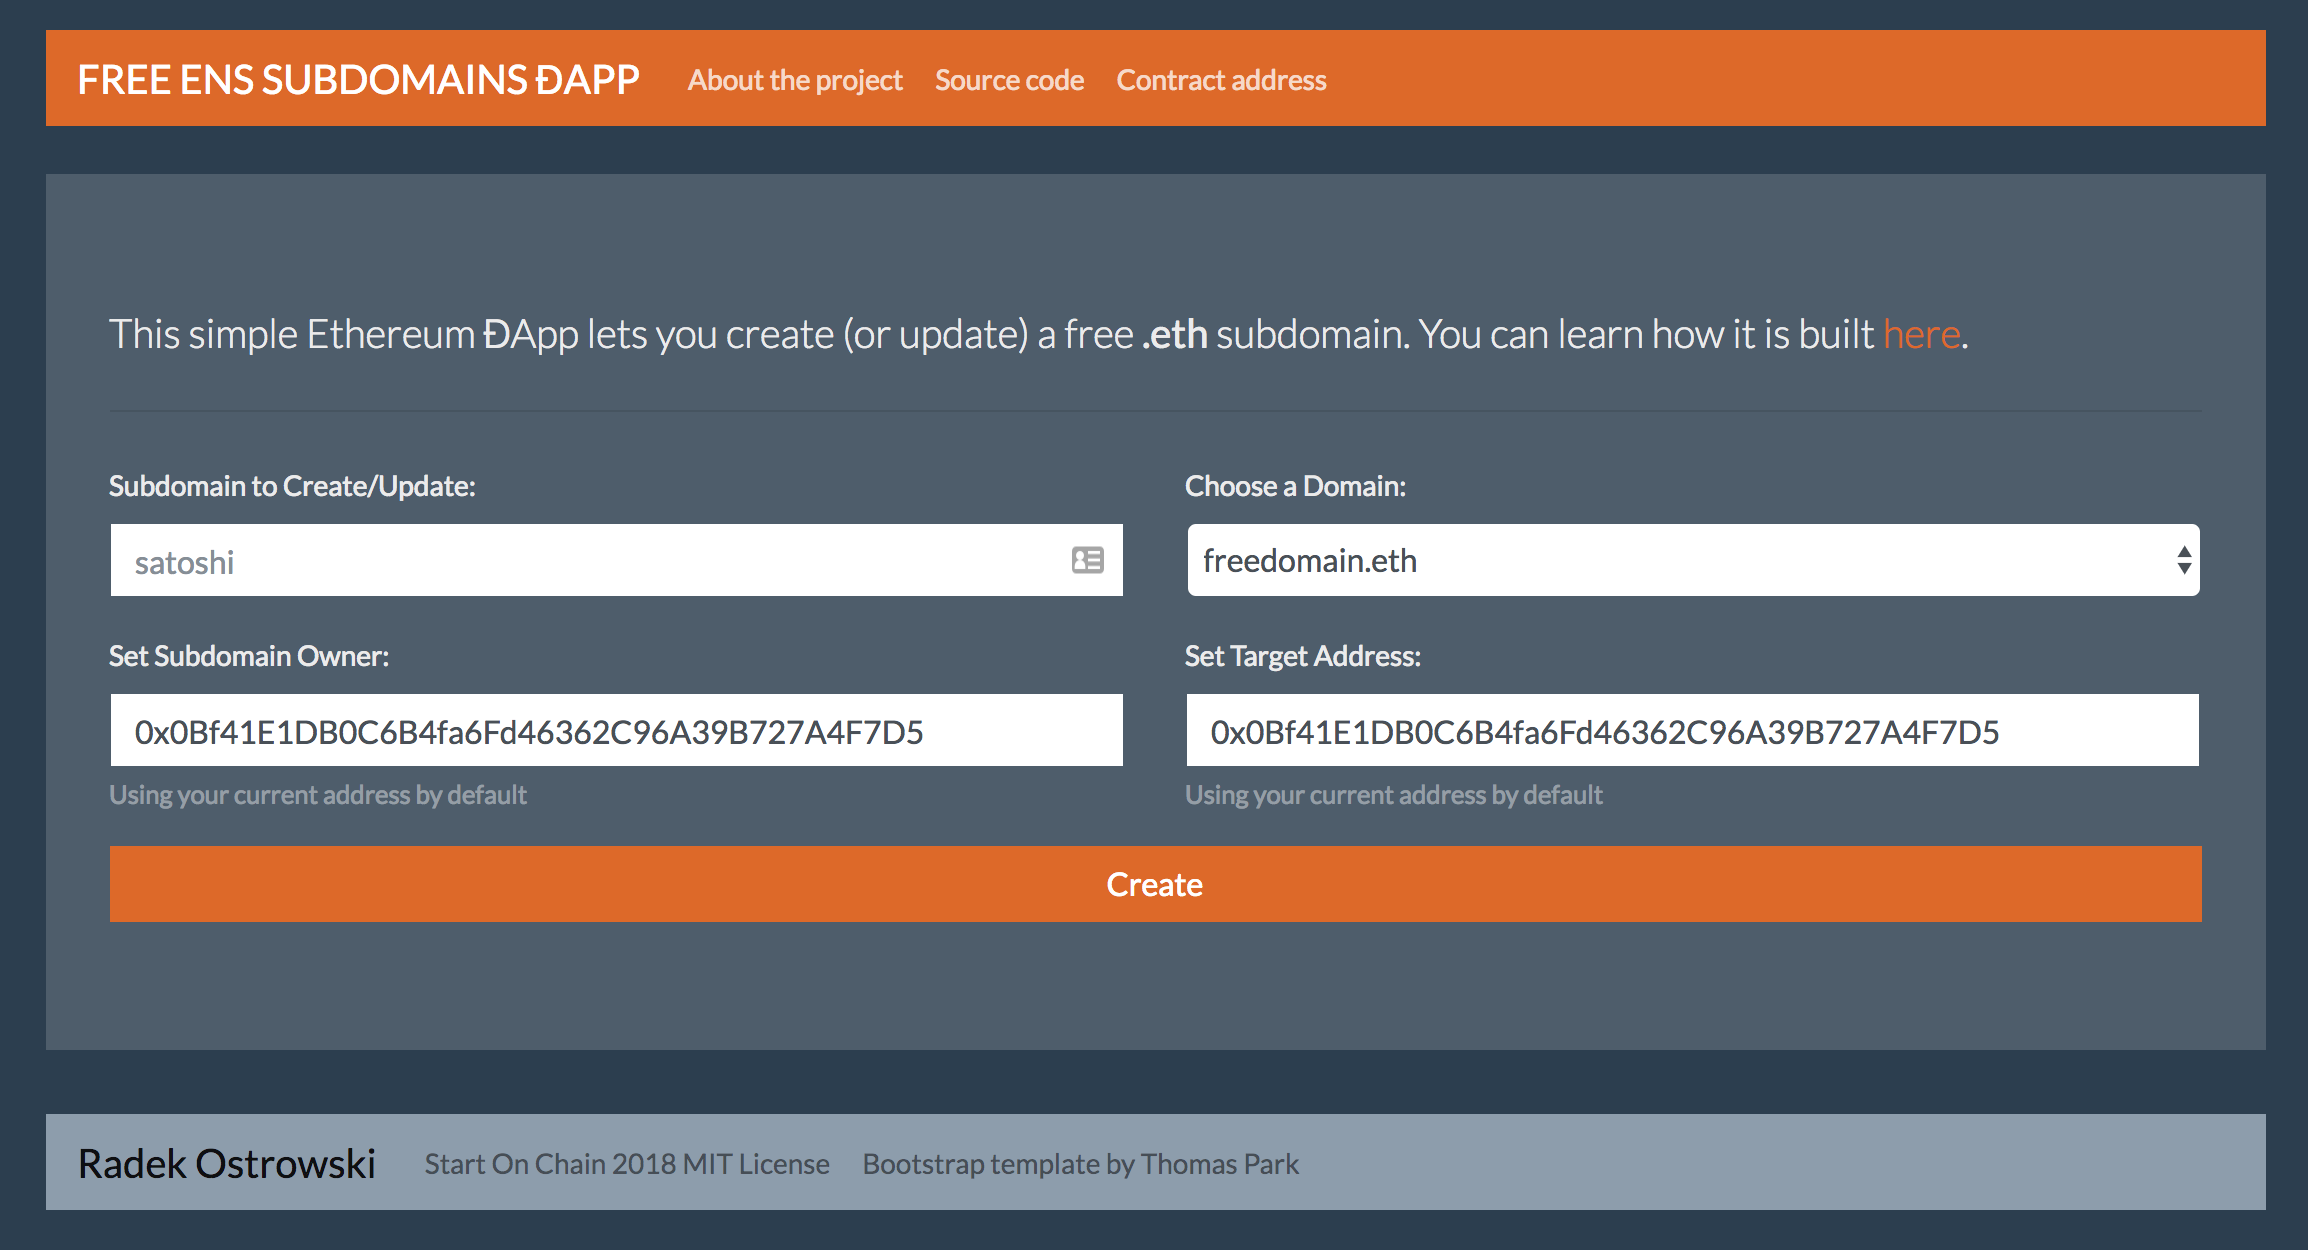 FREE ENS SUBDOMAINS ĐAPP About the project Source code Contract address
This simple Ethereum ĐApp lets you create (or update) a free .eth subdomain. You can learn how it is built here.
Subdomain to Create/Update: Choose a Domain:
satoshi freedomain.eth
Set Subdomain Owner: Set Target Address:
0x0Bf41E1DB0C6B4fa6Fd46362C96A39B727A4F7D5 0x0Bf41E1DB0C6B4fa6Fd46362C96A39B727A4F7D5
Using your current address by default Using your current address by default
Create
Radek Ostrowski Start On Chain 2018 MIT License Bootstrap template by Thomas Park